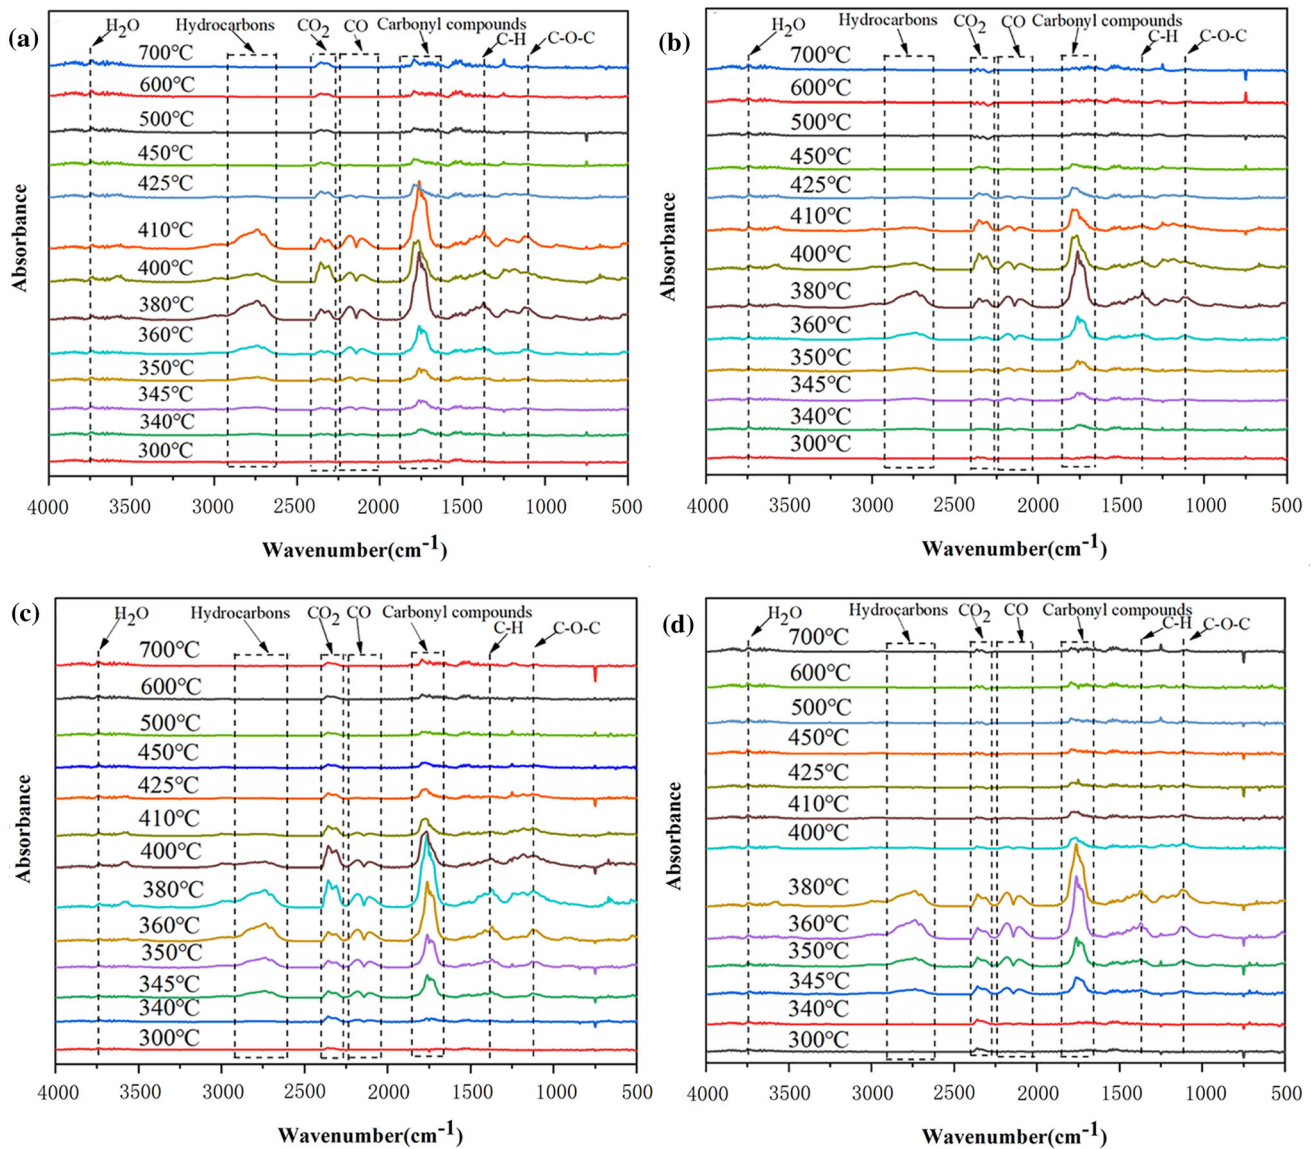 (a)
H2O Hydrocarbons CO2 CO Carbonyl compounds
C-H C-O-C
700℃
600℃
500℃
450℃
425℃
410℃
400℃
380℃
360℃
350℃
345℃
340℃
300℃
Absorbance
4000 3500 3000 2500 2000 1500 1000 500
Wavenumber(cm-1)
(b)
H2O Hydrocarbons CO2 CO Carbonyl compounds
C-H C-O-C
700℃
600℃
500℃
450℃
425℃
410℃
400℃
380℃
360℃
350℃
345℃
340℃
300℃
Absorbance
4000 3500 3000 2500 2000 1500 1000 500
Wavenumber(cm-1)
(c)
H2O Hydrocarbons CO2 CO Carbonyl compounds
C-H C-O-C
700℃
600℃
500℃
450℃
425℃
410℃
400℃
380℃
360℃
350℃
345℃
340℃
300℃
Absorbance
4000 3500 3000 2500 2000 1500 1000 500
Wavenumber(cm-1)
(d)
H2O Hydrocarbons CO2 CO Carbonyl compounds
C-H C-O-C
700℃
600℃
500℃
450℃
425℃
410℃
400℃
380℃
360℃
350℃
345℃
340℃
300℃
Absorbance
4000 3500 3000 2500 2000 1500 1000 500
Wavenumber(cm-1)